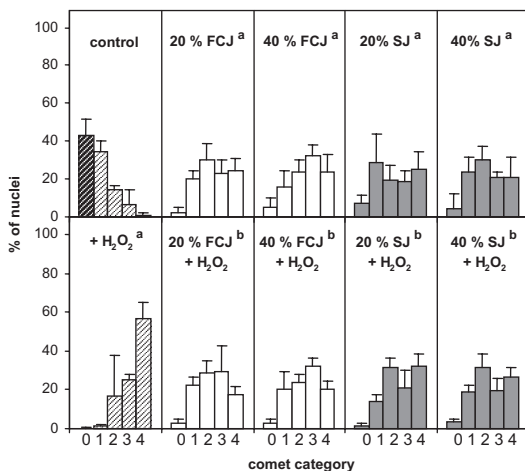 control
20 % FCJ a
40 % FCJ a
20% SJ a
40% SJ a
100
80
60
40
20
0
% of nuclei
+ H2O2 a
20 % FCJ b
+ H2O2
40 % FCJ b
+ H2O2
20 % SJ b
+ H2O2
40 % SJ b
+ H2O2
100
80
60
40
20
0
0 1 2 3 4
0 1 2 3 4
0 1 2 3 4
0 1 2 3 4
0 1 2 3 4
comet category